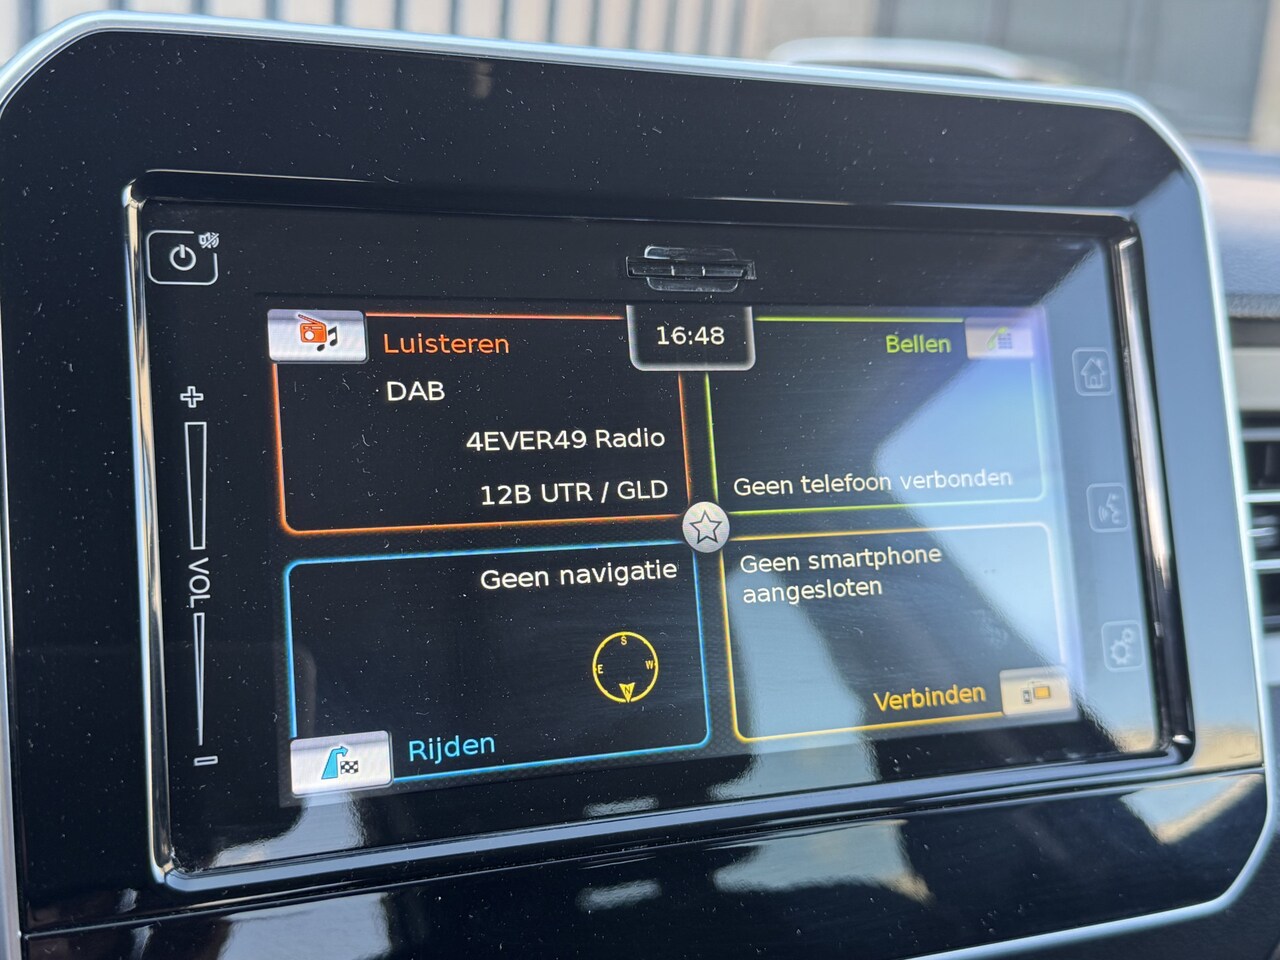 Luisteren
16:48
Bellen
DAB
4EVER49 Radio
12B UTR / GLD
Geen telefoon verbonden
Geen navigatie
Geen smartphone
aangesloten
S
E
W
N
Verbinden
Rijden
+
VOL
-